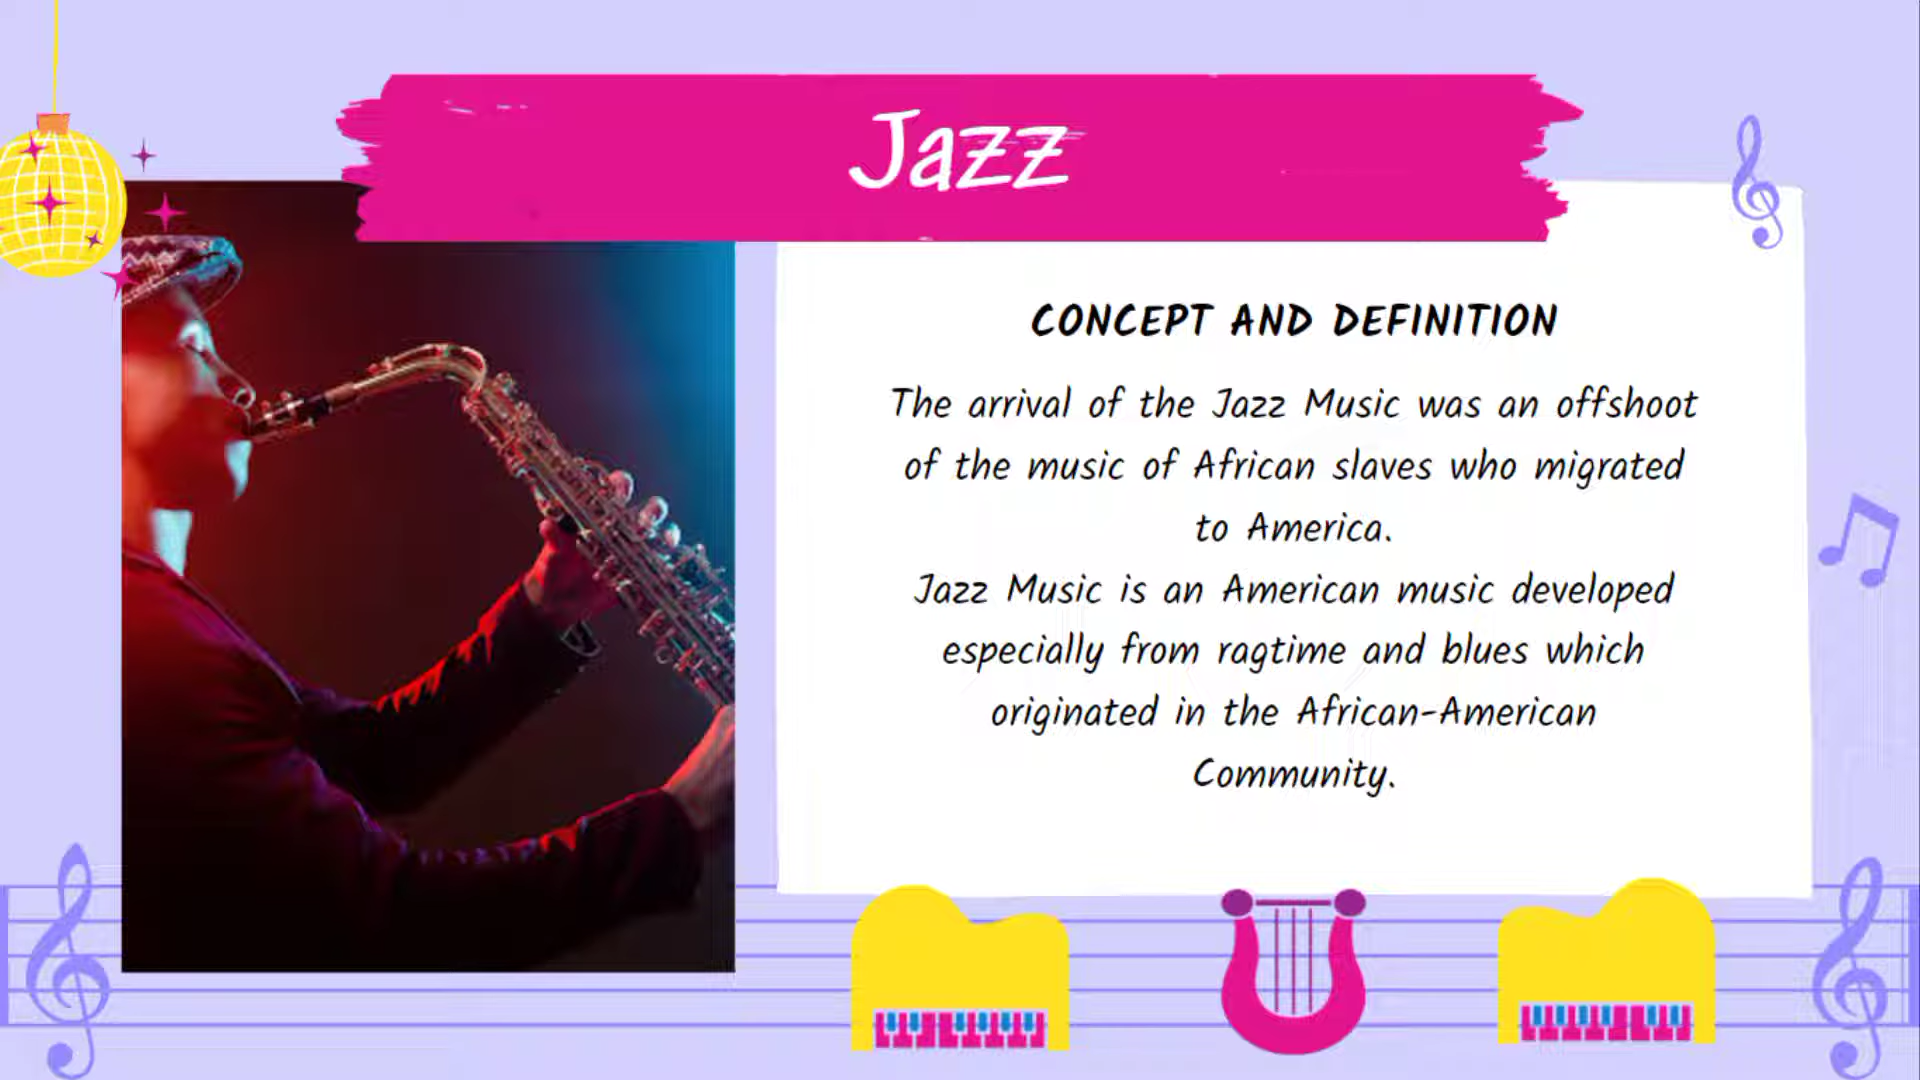 Jazz
CONCEPT AND DEFINITION
The arrival of the Jazz Music was an offshoot
of the music of African slaves who migrated
to America.
Jazz Music is an American music developed
especially from ragtime and blues which
originated in the African-American
Community.